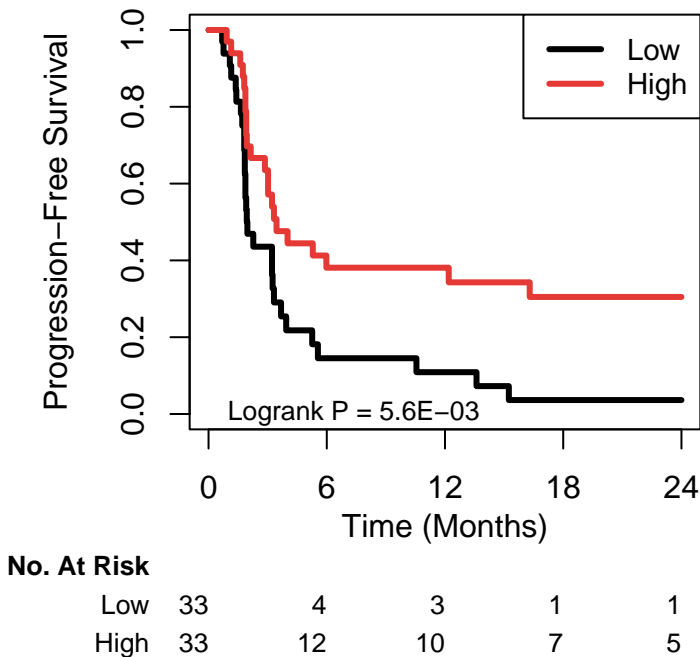 Progression−Free Survival
1.0
0.8
0.6
0.4
0.2
0.0
Low
High
Logrank P = 5.6E−03
0 6 12 18 24
Time (Months)
No. At Risk
Low 33 4 3 1 1
High 33 12 10 7 5